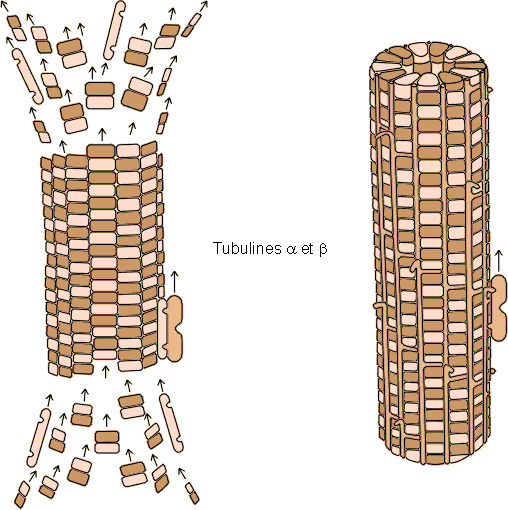 Tubulines α et β